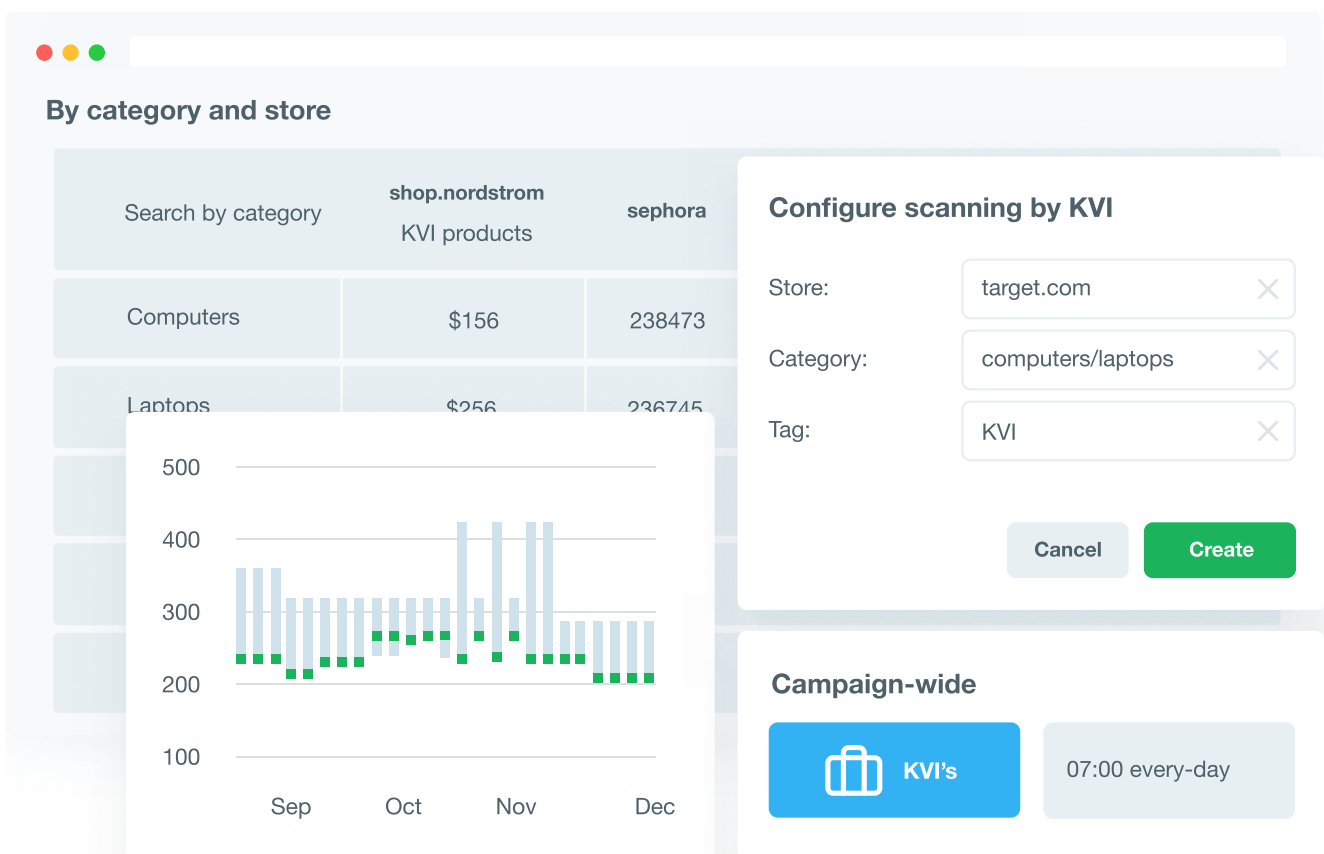 By category and store
Search by category
shop.nordstrom
KVI products
sephora
Computers
$156
238473
Laptops
$256
236745
Configure scanning by KVI
Store:
target.com
Category:
computers/laptops
Tag:
KVI
Cancel
Create
500
400
300
200
100
Sep
Oct
Nov
Dec
Campaign-wide
KVI’s
07:00 every-day